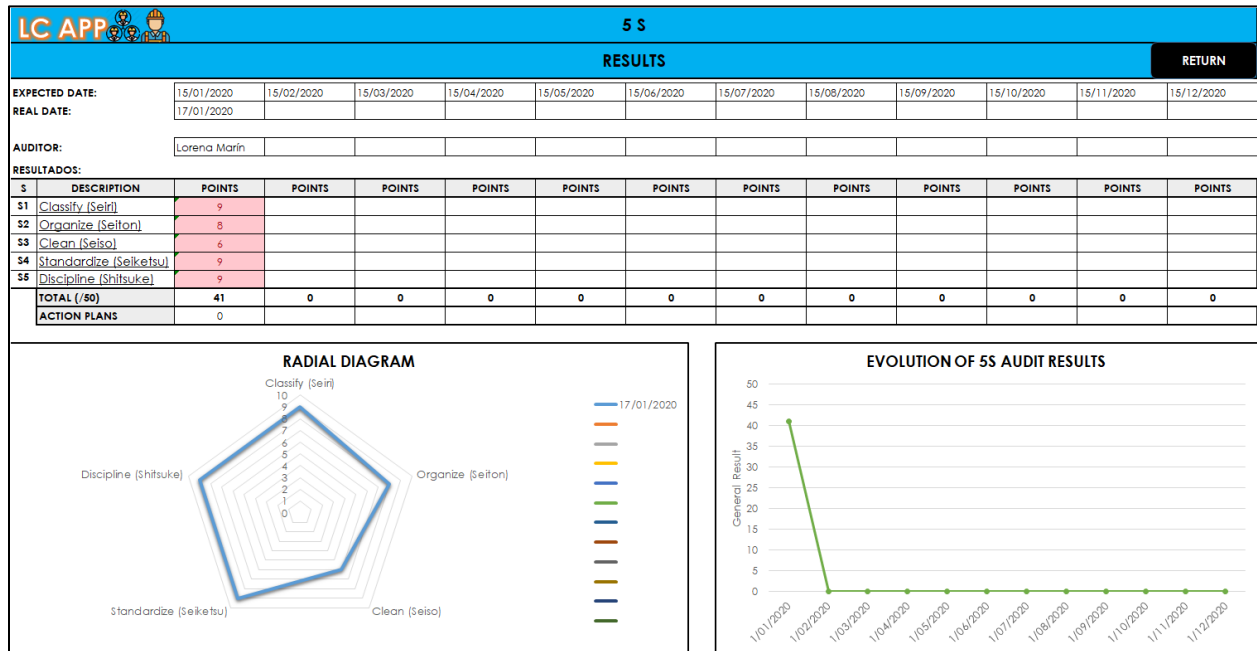 LC APP
5 S
RESULTS
RETURN
EXPECTED DATE: 15/01/2020 15/02/2020 15/03/2020 15/04/2020 15/05/2020 15/06/2020 15/07/2020 15/08/2020 15/09/2020 15/10/2020 15/11/2020 15/12/2020
REAL DATE: 17/01/2020
AUDITOR: Lorena Marín
RESULTADOS:
S DESCRIPTION POINTS POINTS POINTS POINTS POINTS POINTS POINTS POINTS POINTS POINTS POINTS POINTS
S1 Classify (Seiri) 9
S2 Organize (Seiton) 8
S3 Clean (Seiso) 6
S4 Standardize (Seiketsu) 9
S5 Discipline (Shitsuke) 9
TOTAL (/50) 41 0 0 0 0 0 0 0 0 0 0 0
ACTION PLANS 0
RADIAL DIAGRAM
Classify (Seiri)
10
9
8
7
6
5
4
3
2
1
0
Organize (Seiton)
Clean (Seiso)
Standardize (Seiketsu)
Discipline (Shitsuke)
17/01/2020
EVOLUTION OF 5S AUDIT RESULTS
General Result
50
45
40
35
30
25
20
15
10
5
0
1/01/2020 1/02/2020 1/03/2020 1/04/2020 1/05/2020 1/06/2020 1/07/2020 1/08/2020 1/09/2020 1/10/2020 1/11/2020 1/12/2020